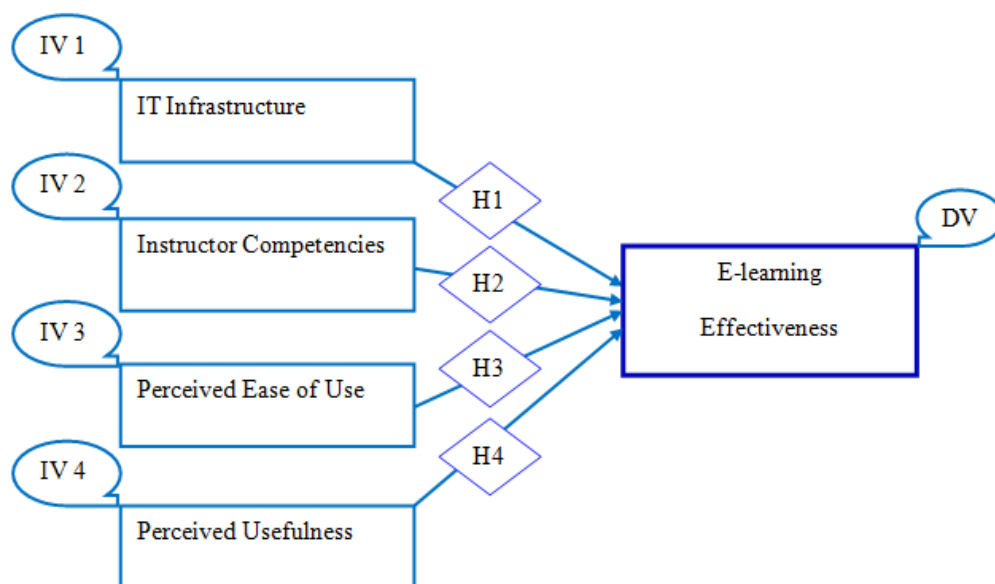 IV 1
IT Infrastructure
H1
IV 2
Instructor Competencies
H2
DV
E-learning
Effectiveness
IV 3
Perceived Ease of Use
H3
IV 4
Perceived Usefulness
H4